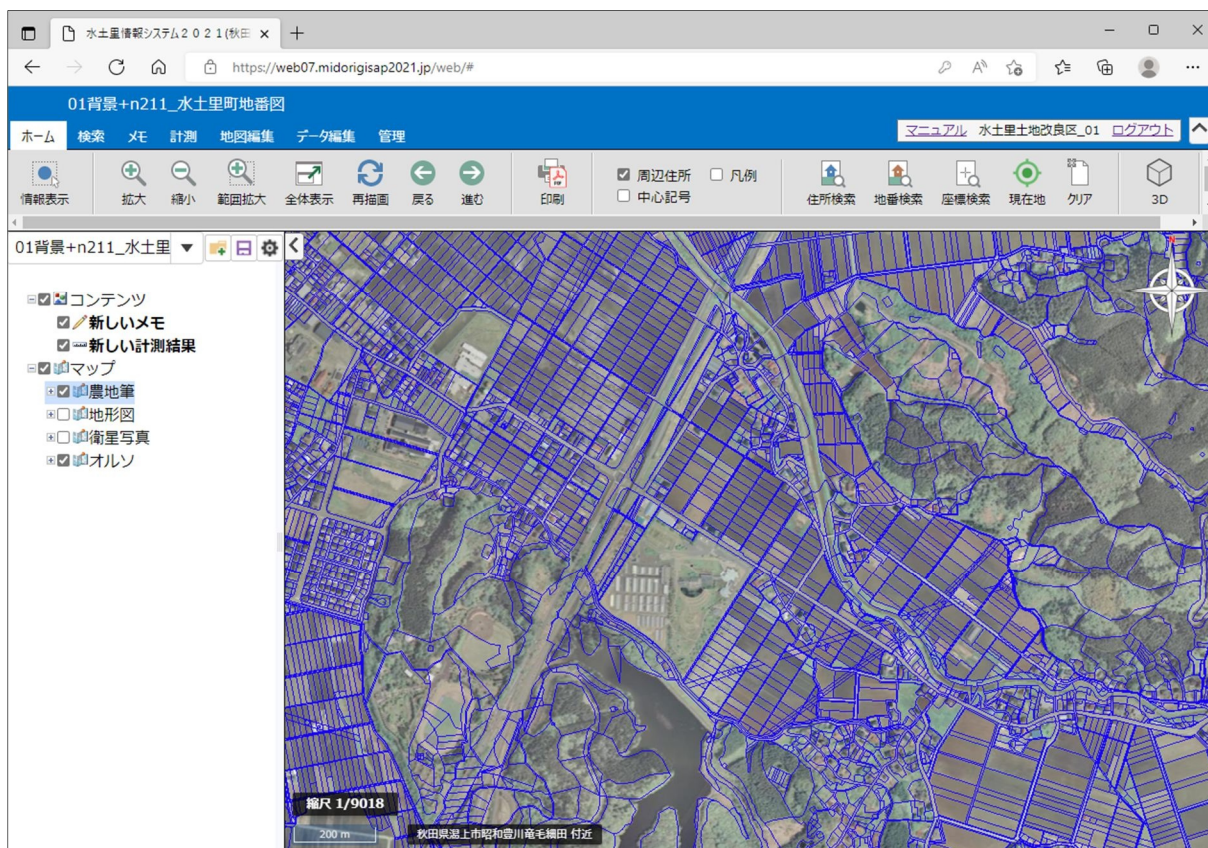 水土里情報システム2021(秋田
https://web07.midorigisap2021.jp/web/#
01背景+n211_水土里町地番図
ホーム 検索 メモ 計測 地図編集 データ編集 管理
マニュアル 水土里土地改良区_01 ログアウト
周辺住所 凡例
中心記号
情報表示 拡大 縮小 範囲拡大 全体表示 再描画 戻る 進む 印刷 住所検索 地番検索 座標検索 現在地 クリア 3D
01背景+n211_水土里
コンテンツ
新しいメモ
新しい計測結果
マップ
農地筆
地形図
衛星写真
オルソ
縮尺 1/9018
200 m
秋田県潟上市昭和豊川竜毛細田 付近